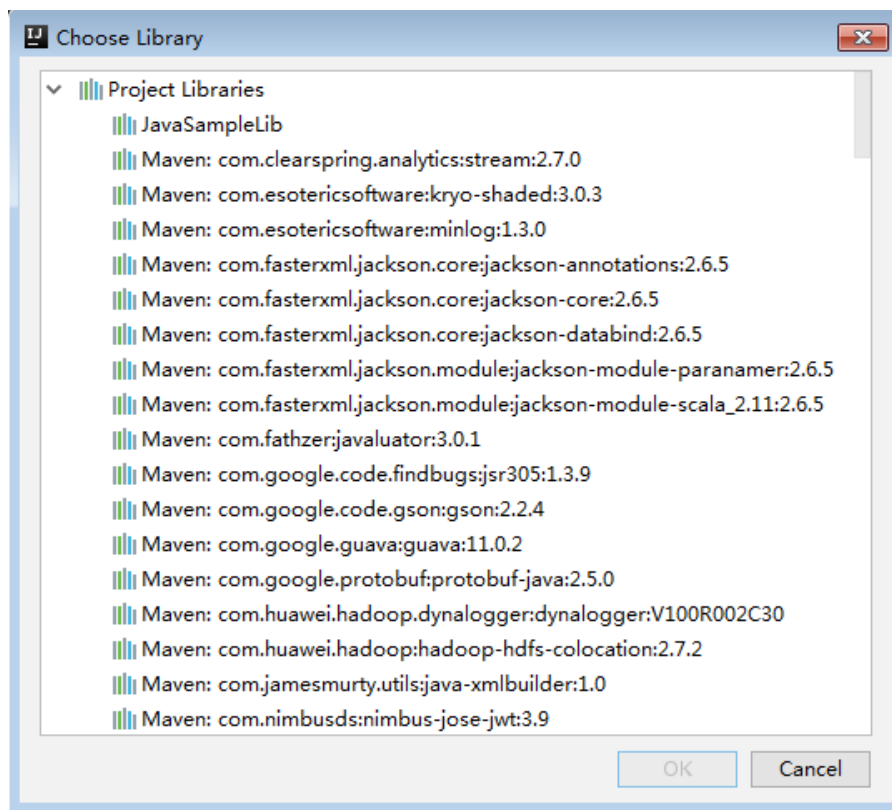 IJ Choose Library
Project Libraries
JavaSampleLib
Maven: com.clearspring.analytics:stream:2.7.0
Maven: com.esotericsoftware:kryo-shaded:3.0.3
Maven: com.esotericsoftware:minlog:1.3.0
Maven: com.fasterxml.jackson.core:jackson-annotations:2.6.5
Maven: com.fasterxml.jackson.core:jackson-core:2.6.5
Maven: com.fasterxml.jackson.core:jackson-databind:2.6.5
Maven: com.fasterxml.jackson.module:jackson-module-paranamer:2.6.5
Maven: com.fasterxml.jackson.module:jackson-module-scala_2.11:2.6.5
Maven: com.fathzer:javaluator:3.0.1
Maven: com.google.code.findbugs:jsr305:1.3.9
Maven: com.google.code.gson:gson:2.2.4
Maven: com.google.guava:guava:11.0.2
Maven: com.google.protobuf:protobuf-java:2.5.0
Maven: com.huawei.hadoop.dynalogger:dynalogger:V100R002C30
Maven: com.huawei.hadoop:hadoop-hdfs-colocation:2.7.2
Maven: com.jamesmurty.utils:java-xmlbuilder:1.0
Maven: com.nimbusds:nimbus-jose-jwt:3.9
OK Cancel